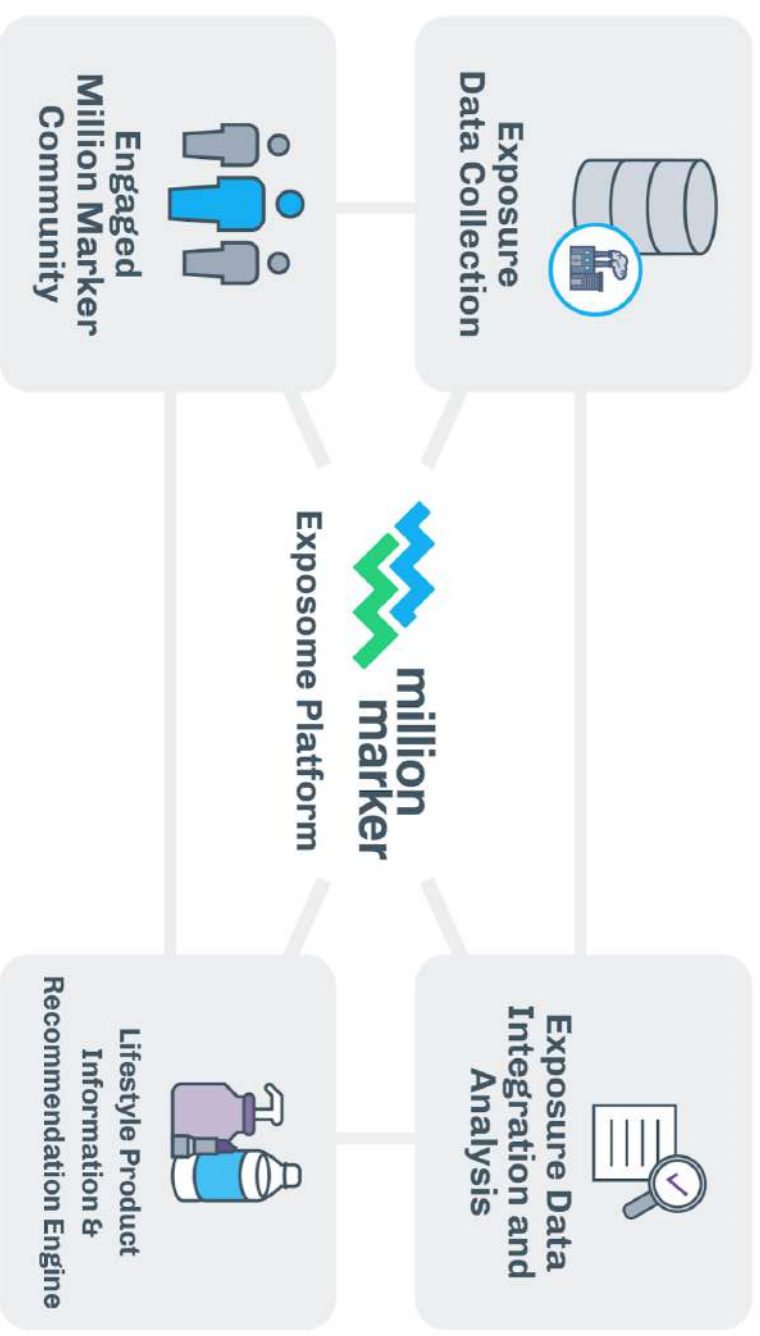 Exposure
Data Collection
Exposure Data
Integration and
Analysis
million
marker
Exposome Platform
Engaged
Million Marker
Community
Lifestyle Product
Information &
Recommendation Engine